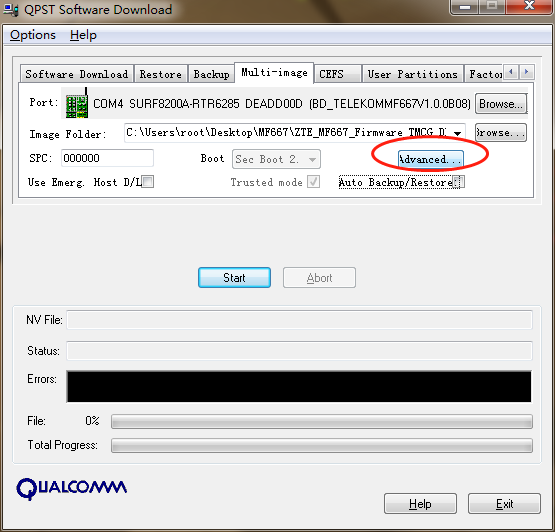 QPST Software Download
Options Help
Software Download Restore Backup Multi-image CEFS User Partitions Factor
Port: COM4 SURF8200A-RTR6285 DEADD00D (BD_TELEKOMMF667V1.0.0B08) Browse...
Image Folder: C:\Users\root\Desktop\MF667\ZTE_MF667_Firmware_TMCG_D Browse...
SPC: 000000 Boot Sec Boot 2. Advanced...
Use Emerg. Host D/L Trusted mode Auto Backup/Restore
Start Abort
NV File:
Status:
Errors:
File: 0%
Total Progress:
QUALCOMM
Help Exit